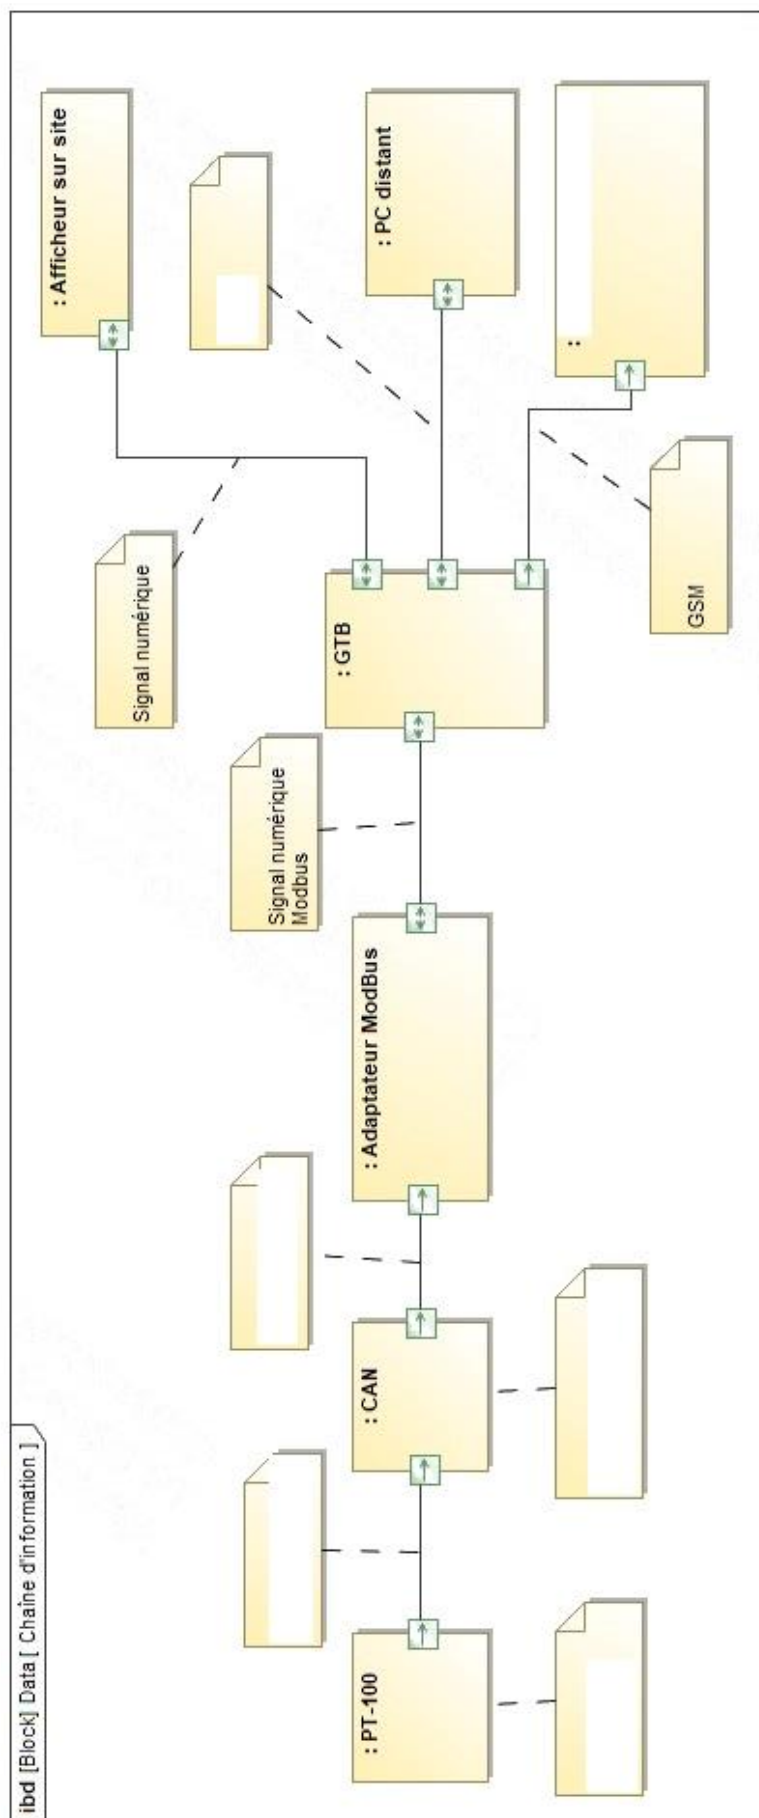 ibd [Block] Data [ Chaîne d'information ]
: PT-100
: CAN
: Adaptateur ModBus
Signal numérique
Modbus
: GTB
Signal numérique
: Afficheur sur site
: PC distant
GSM
: